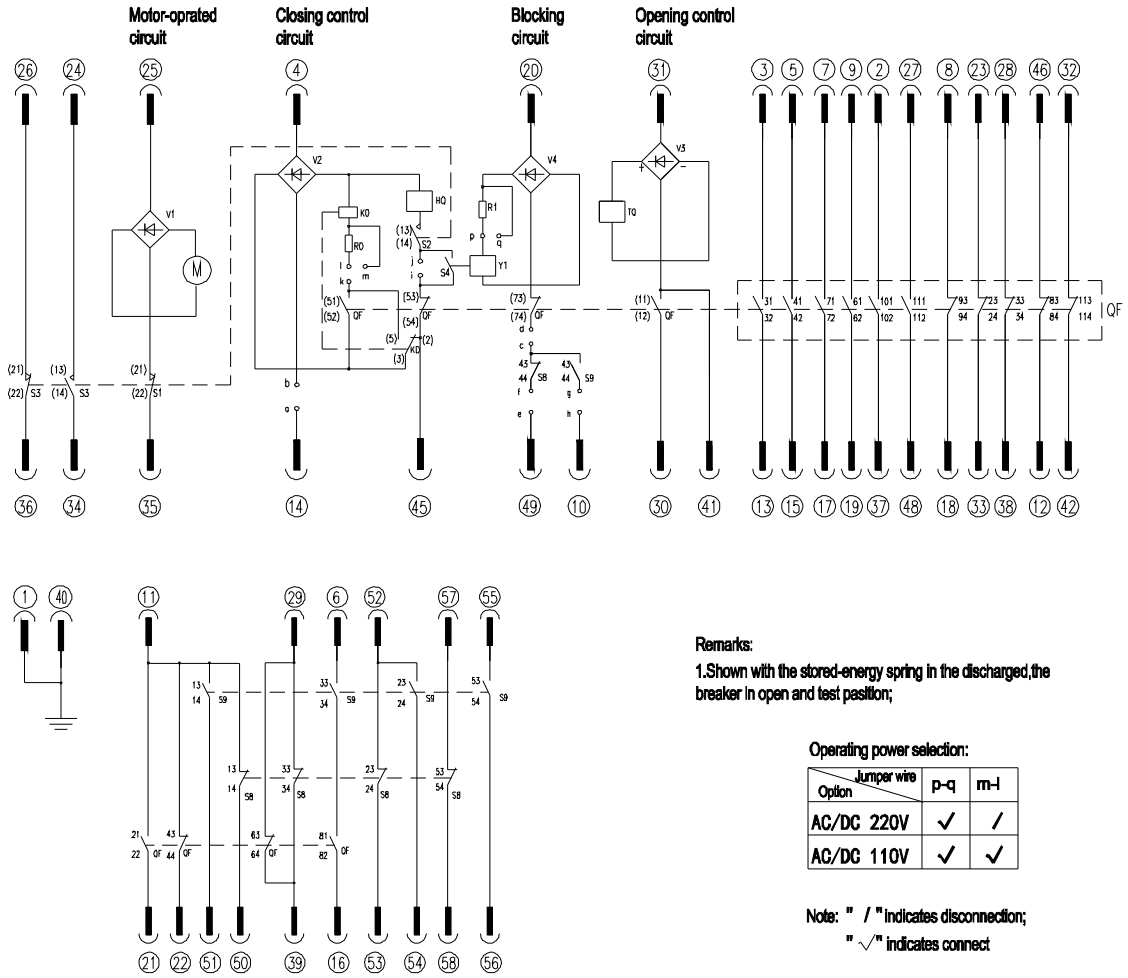 Motor-oprated
circuit
Closing control
circuit
Blocking
circuit
Opening control
circuit
26 24 25 4 20 31 3 5 7 9 2 27 8 23 28 46 32
V1
M
V2
KO
RO
l
m
k
HQ
(13)
(14) S2
j
i
S4
R1
p q
Y1
V4
V3
+ -
TQ
(51)
(52) QF
(53)
(54) QF
(5) (2)
(3) KO
(73)
(74) QF
d
c
43
44 S8
43
44 S9
f g
e h
b
a
(11)
(12) QF
31 41 71 61 101 111 93 23 33 83 113
32 42 72 62 102 112 94 24 34 84 114
QF
(21)
(22) S3
(13)
(14) S3
(21)
(22) S1
36 34 35 14 45 49 10 30 41 13 15 17 19 37 48 18 33 38 12 42
1 40 11 29 6 52 57 55
13
14 S9
33
34 S9
23
24 S9
53
54 S9
13
14 S8
33
34 S8
23
24 S8
53
54 S8
21
22 QF
43
44 QF
63
64 QF
81
82 QF
21 22 51 50 39 16 53 54 58 56
Remarks:
1.Shown with the stored-energy spring in the discharged,the
breaker in open and test pasition;
Operating power selection:
Jumper wire
Option p-q m-l
AC/DC 220V √ /
AC/DC 110V √ √
Note: " / " indicates disconnection;
" √" indicates connect